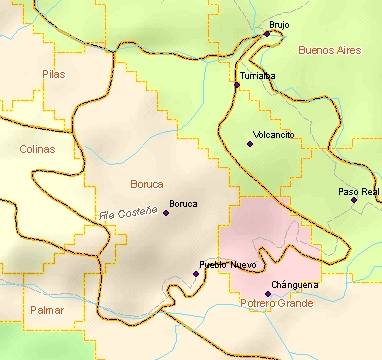 Brujo
Buenos Aires
Pilas
Turrialba
Volcancito
Colinas
Boruca
Paso Real
Boruca
Fila Costeña
Pueblo Nuevo
Chánguena
Palmar
Potrero Grande